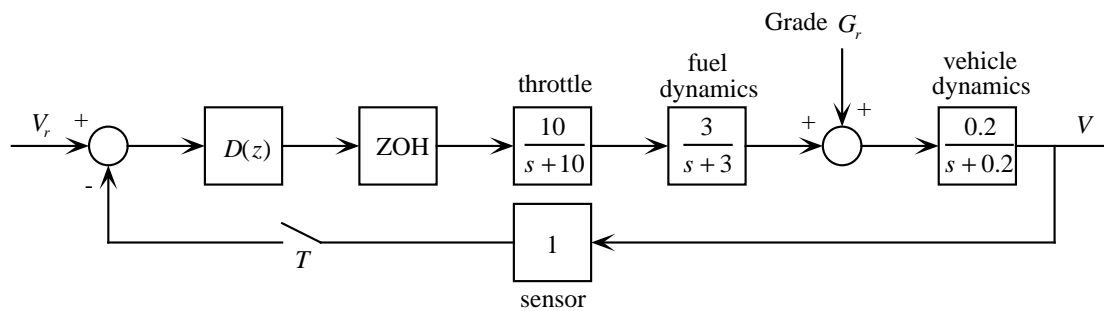 Grade G_r
throttle
fuel
dynamics
vehicle
dynamics
V_r
+
-
D(z)
ZOH
10
s+10
3
s+3
+
+
0.2
s+0.2
V
T
1
sensor